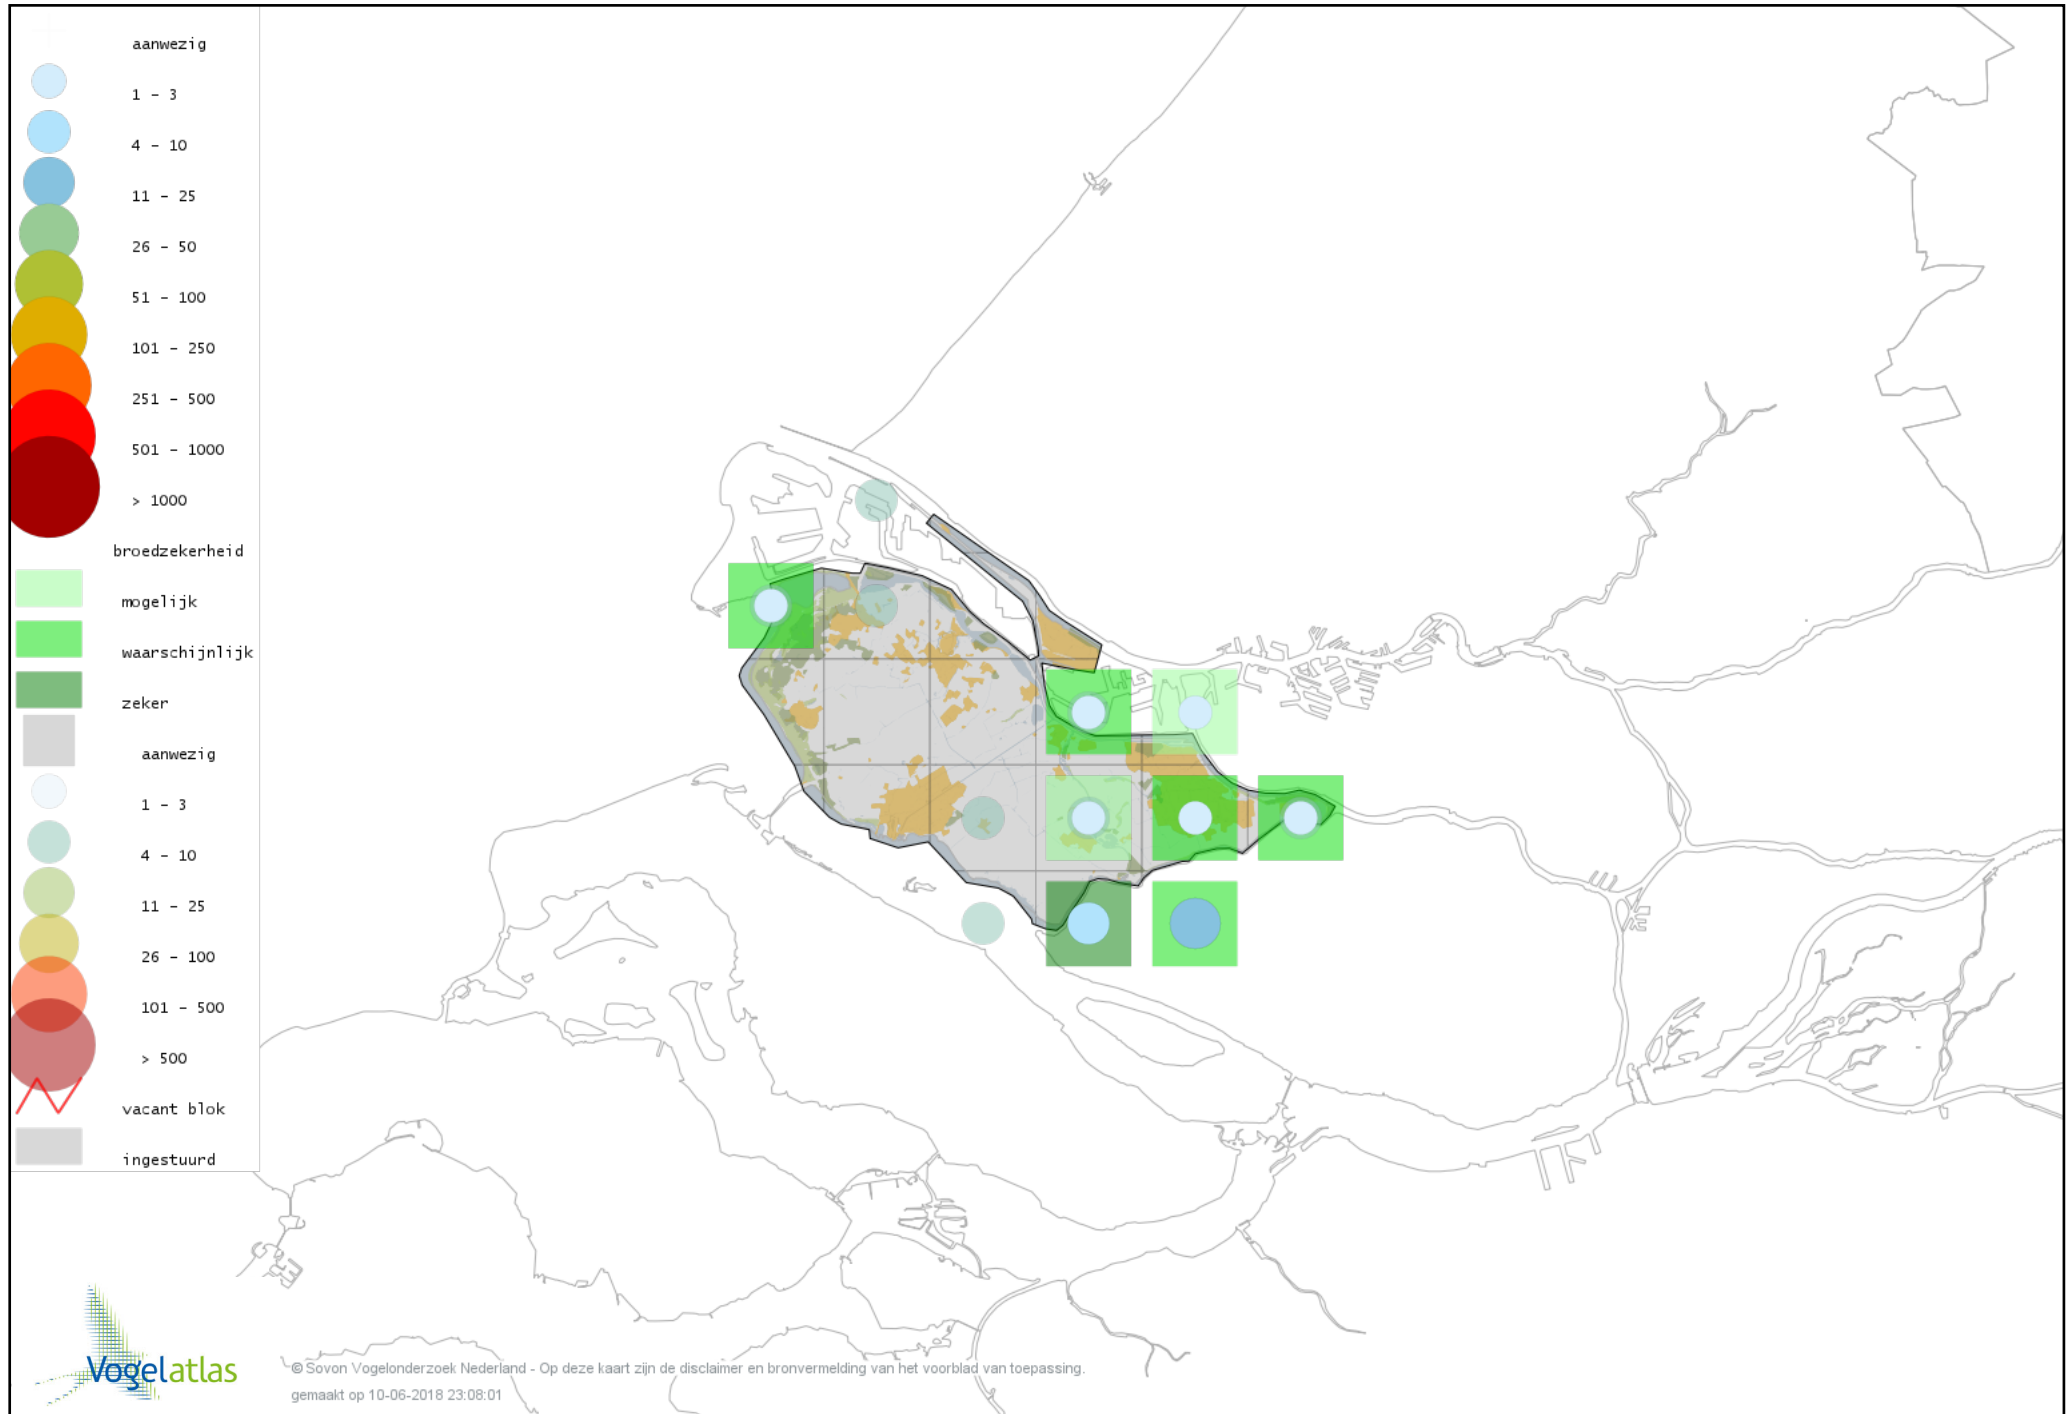 aanwezig
1 – 3
4 – 10
11 – 25
26 – 50
51 – 100
101 – 250
251 – 500
501 – 1000
> 1000
broedzekerheid
mogelijk
waarschijnlijk
zeker
aanwezig
1 – 3
4 – 10
11 – 25
26 – 100
101 – 500
> 500
vacant blok
ingestuurd
Vogelatlas
© Sovon Vogelonderzoek Nederland - Op deze kaart zijn de disclaimer en bronvermelding van het voorblad van toepassing.
gemaakt op 10-06-2018 23:08:01